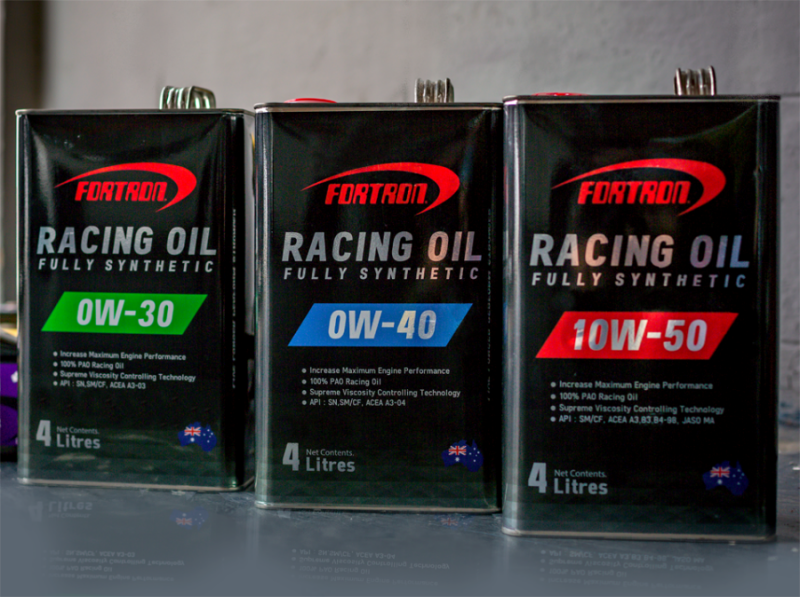 FORTRON.
RACING OIL
FULLY SYNTHETIC
0W-30
Increase Maximum Engine Performance
100% PAO Racing Oil
Supreme Viscosity Controlling Technology
API : SN,SM/CF, ACEA A3-03
4 Net Contents.
Litres
FORTRON.
RACING OIL
FULLY SYNTHETIC
0W-40
Increase Maximum Engine Performance
100% PAO Racing Oil
Supreme Viscosity Controlling Technology
API : SN,SM/CF, ACEA A3-04
4 Net Contents.
Litres
FORTRON.
RACING OIL
FULLY SYNTHETIC
10W-50
Increase Maximum Engine Performance
100% PAO Racing Oil
Supreme Viscosity Controlling Technology
API : SM/CF, ACEA A3,B3,B4-98, JASO MA
4 Net Contents.
Litres